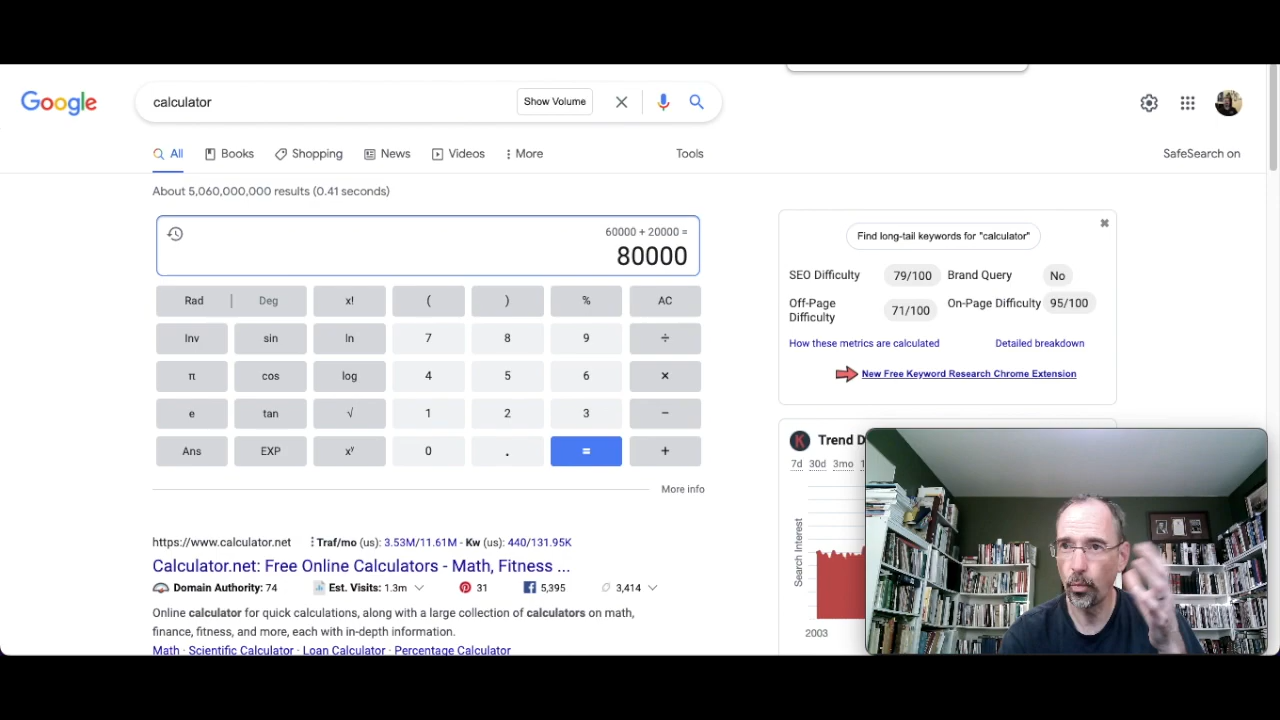 Google
calculator
Show Volume
All
Books
Shopping
News
Videos
More
Tools
SafeSearch on
About 5,060,000,000 results (0.41 seconds)
60000 + 20000 =
80000
Rad | Deg x! ( ) % AC
Inv sin ln 7 8 9 ÷
π cos log 4 5 6 ×
e tan √ 1 2 3 −
Ans EXP xʸ 0 . = +
More info
https://www.calculator.net
Traf/mo (us): 3.53M/11.61M - Kw (us): 440/131.95K
Calculator.net: Free Online Calculators - Math, Fitness ...
Domain Authority: 74
Est. Visits: 1.3m
31
5,395
3,414
Online calculator for quick calculations, along with a large collection of calculators on math,
finance, fitness, and more, each with in-depth information.
Math · Scientific Calculator · Loan Calculator · Percentage Calculator
Find long-tail keywords for "calculator"
SEO Difficulty 79/100 Brand Query No
Off-Page
Difficulty 71/100 On-Page Difficulty 95/100
How these metrics are calculated
Detailed breakdown
New Free Keyword Research Chrome Extension
K
Trend D
7d 30d 3mo 1
Search Interest
2003